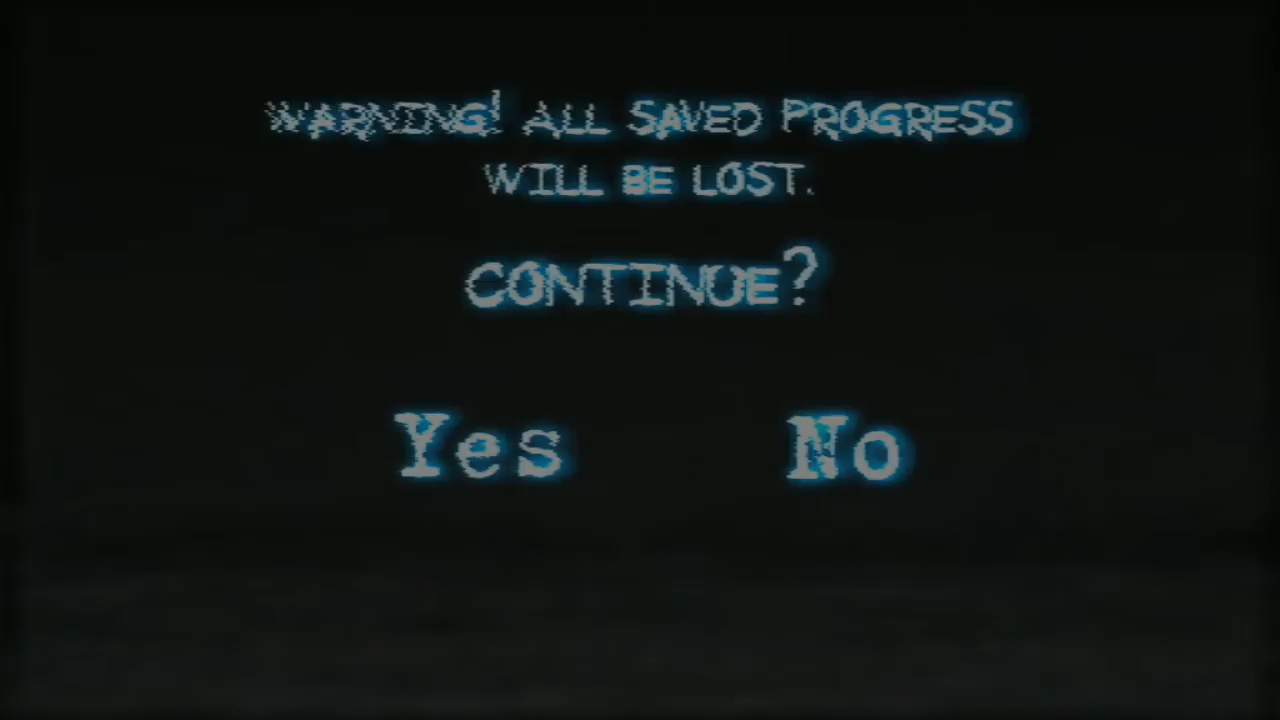 WARNING! ALL SAVED PROGRESS
WILL BE LOST.
CONTINUE?
Yes No